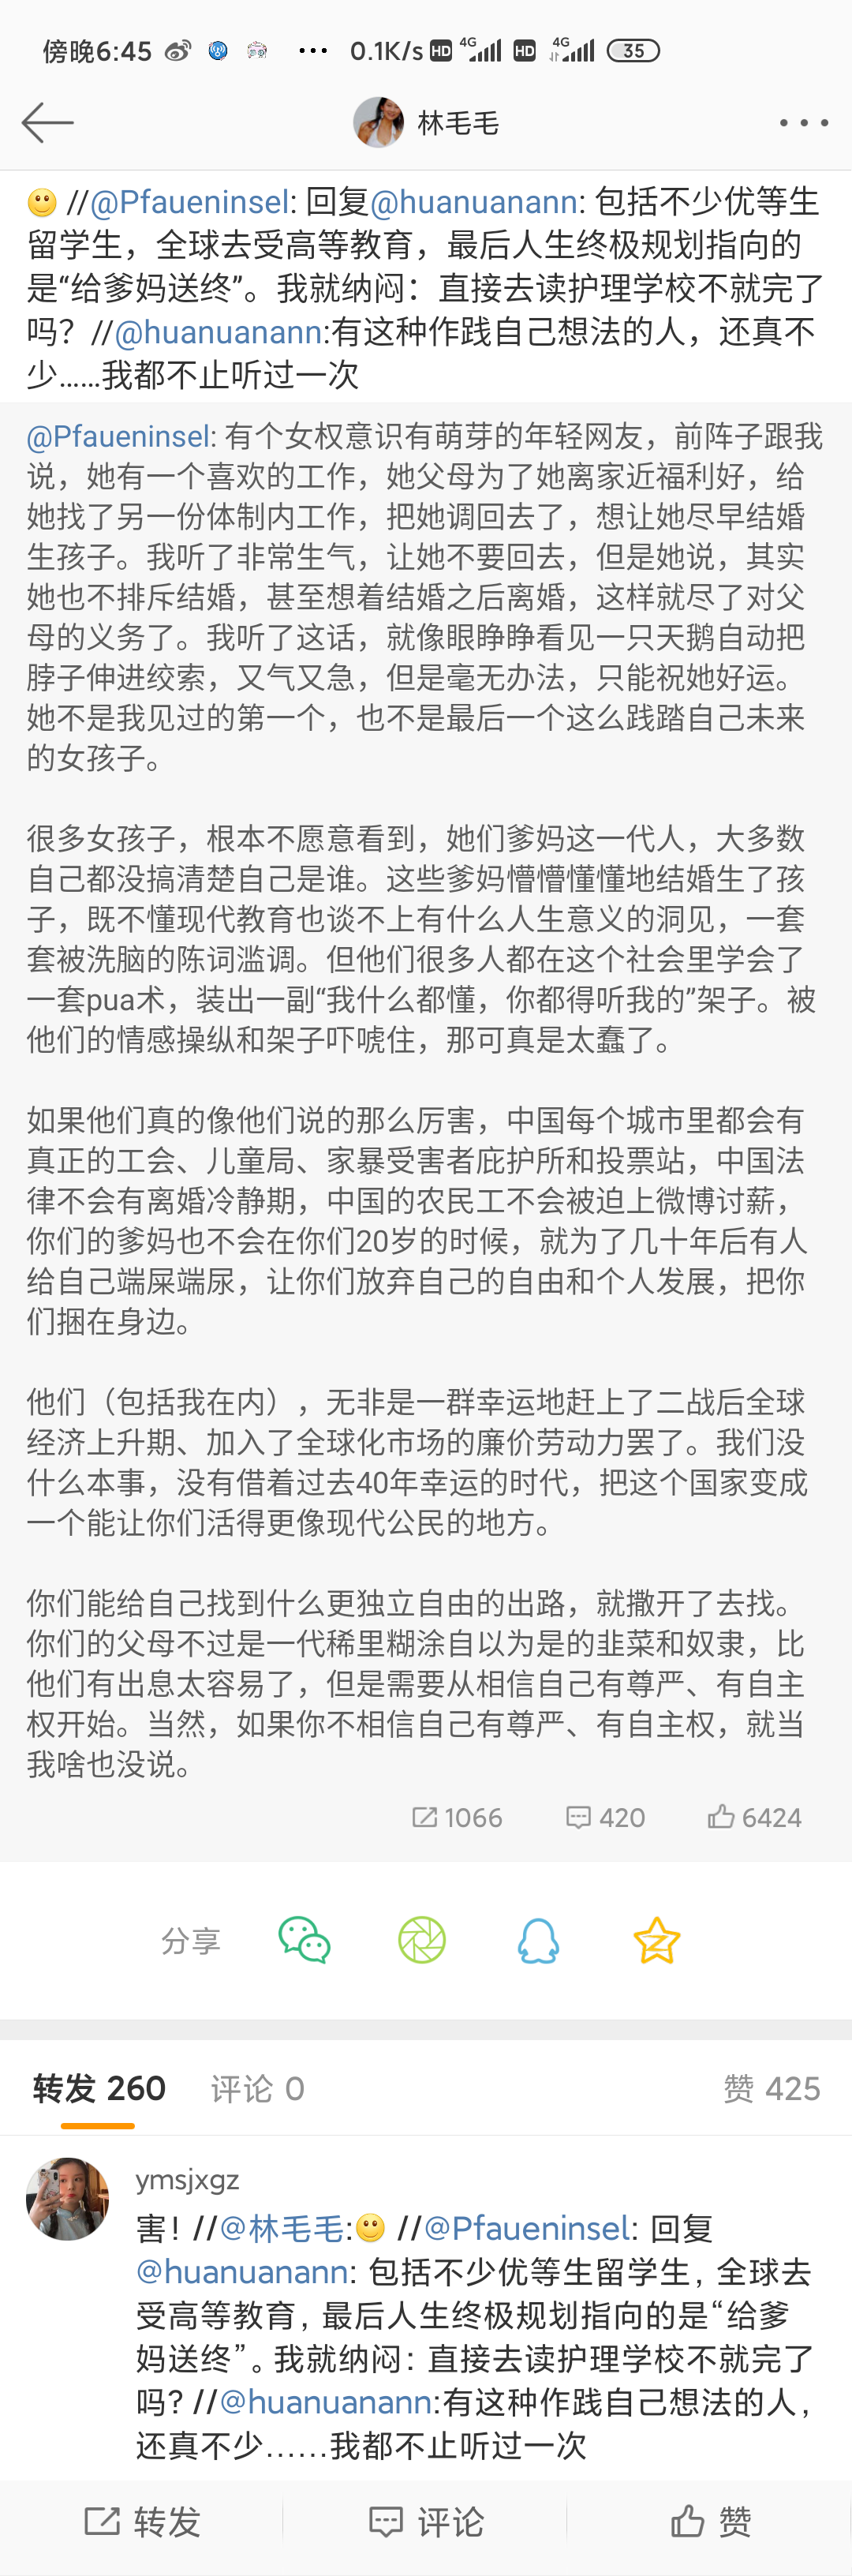 傍晚6:45 ... 0.1K/s HD 4G HD 4G 35
林毛毛
//@Pfaueninsel: 回复@huanuanann: 包括不少优等生
留学生，全球去受高等教育，最后人生终极规划指向的
是“给爹妈送终”。我就纳闷：直接去读护理学校不就完了
吗？//@huanuanann:有这种作践自己想法的人，还真不
少……我都不止听过一次
@Pfaueninsel: 有个女权意识有萌芽的年轻网友，前阵子跟我
说，她有一个喜欢的工作，她父母为了她离家近福利好，给
她找了另一份体制内工作，把她调回去了，想让她尽早结婚
生孩子。我听了非常生气，让她不要回去，但是她说，其实
她也不排斥结婚，甚至想着结婚之后离婚，这样就尽了对父
母的义务了。我听了这话，就像眼睁睁看见一只天鹅自动把
脖子伸进绞索，又气又急，但是毫无办法，只能祝她好运。
她不是我见过的第一个，也不是最后一个这么践踏自己未来
的女孩子。
很多女孩子，根本不愿意看到，她们爹妈这一代人，大多数
自己都没搞清楚自己是谁。这些爹妈懵懵懂懂地结婚生了孩
子，既不懂现代教育也谈不上有什么人生意义的洞见，一套
套被洗脑的陈词滥调。但他们很多人都在这个社会里学会了
一套pua术，装出一副“我什么都懂，你都得听我的”架子。被
他们的情感操纵和架子吓唬住，那可真是太蠢了。
如果他们真的像他们说的那么厉害，中国每个城市里都会有
真正的工会、儿童局、家暴受害者庇护所和投票站，中国法
律不会有离婚冷静期，中国的农民工不会被迫上微博讨薪，
你们的爹妈也不会在你们20岁的时候，就为了几十年后有人
给自己端屎端尿，让你们放弃自己的自由和个人发展，把你
们捆在身边。
他们（包括我在内），无非是一群幸运地赶上了二战后全球
经济上升期、加入了全球化市场的廉价劳动力罢了。我们没
什么本事，没有借着过去40年幸运的时代，把这个国家变成
一个能让你们活得更像现代公民的地方。
你们能给自己找到什么更独立自由的出路，就撒开了去找。
你们的父母不过是一代稀里糊涂自以为是的韭菜和奴隶，比
他们有出息太容易了，但是需要从相信自己有尊严、有自主
权开始。当然，如果你不相信自己有尊严、有自主权，就当
我啥也没说。
1066 420 6424
分享
转发 260 评论 0 赞 425
ymsjxgz
害！//@林毛毛: //@Pfaueninsel: 回复
@huanuanann: 包括不少优等生留学生，全球去
受高等教育，最后人生终极规划指向的是“给爹
妈送终”。我就纳闷：直接去读护理学校不就完了
吗？//@huanuanann:有这种作践自己想法的人，
还真不少……我都不止听过一次
转发 评论 赞